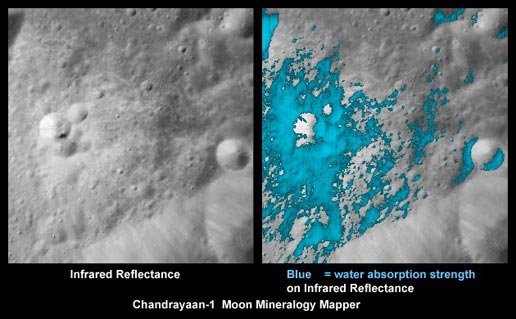 Infrared Reflectance
Blue = water absorption strength
on Infrared Reflectance
Chandrayaan-1 Moon Mineralogy Mapper